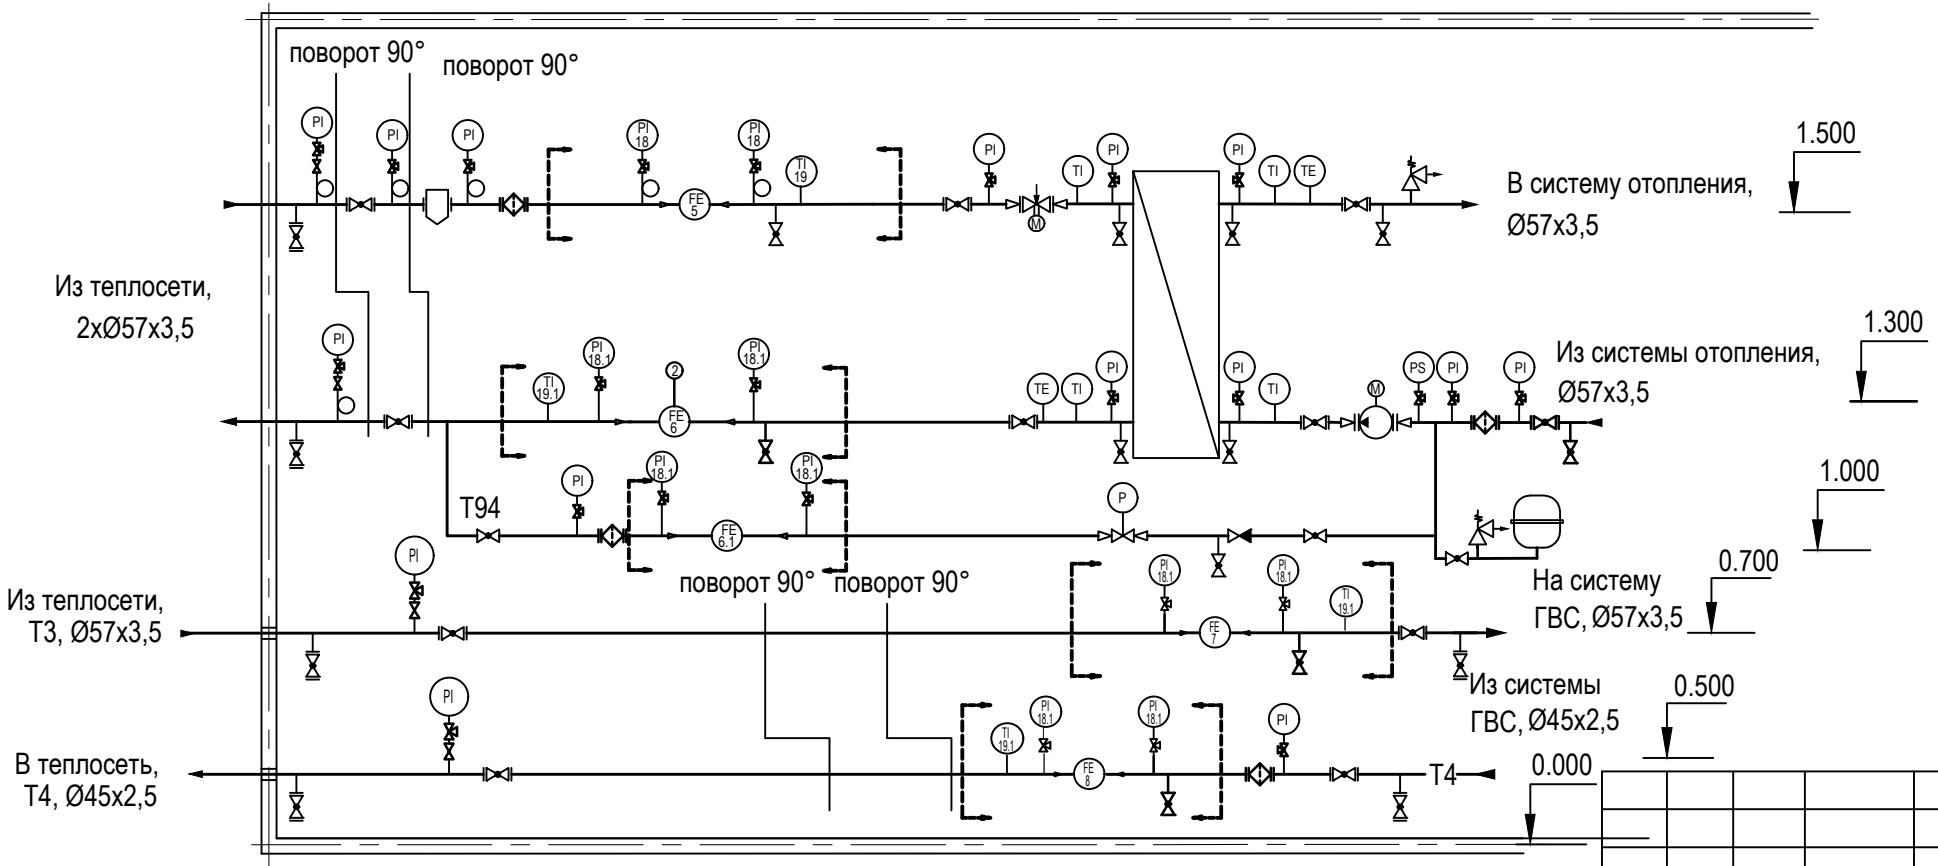 поворот 90°
поворот 90°
PI
PI
PI
PI
18
PI
18
TI
19
FE
5
PI
M
TI
PI
PI
TI
TE
В систему отопления,
Ø57x3,5
1.500
Из теплосети,
2xØ57x3,5
PI
TI
19.1
PI
18.1
2
FE
6
PI
18.1
TE
TI
PI
PI
TI
M
PS
PI
PI
Из системы отопления,
Ø57x3,5
1.300
T94
PI
PI
18.1
FE
6.1
PI
18.1
P
1.000
Из теплосети,
Т3, Ø57x3,5
PI
поворот 90°
поворот 90°
PI
18.1
FE
7
PI
18.1
TI
19.1
На систему
ГВС, Ø57x3,5
0.700
В теплосеть,
Т4, Ø45x2,5
PI
TI
19.1
PI
18.1
FE
8
PI
18.1
PI
T4
Из системы
ГВС, Ø45x2,5
0.500
0.000